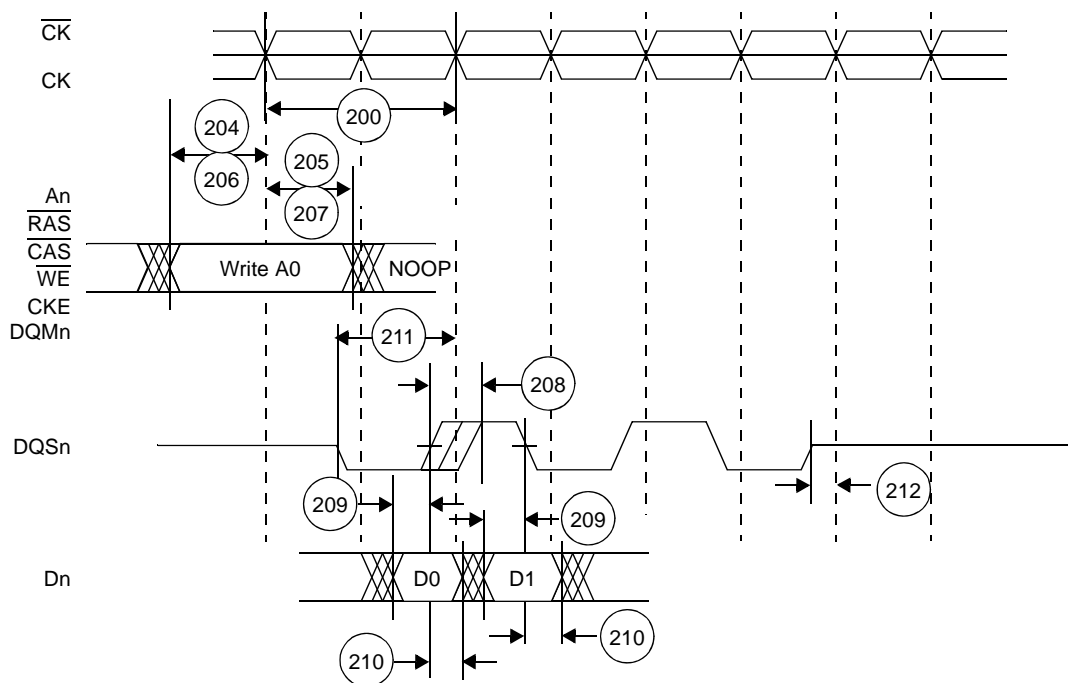 CK
CK
200
204
206
205
207
An
RAS
CAS
WE
CKE
DQMn
Write A0
NOOP
211
208
DQSn
209
209
212
Dn
D0
D1
210
210